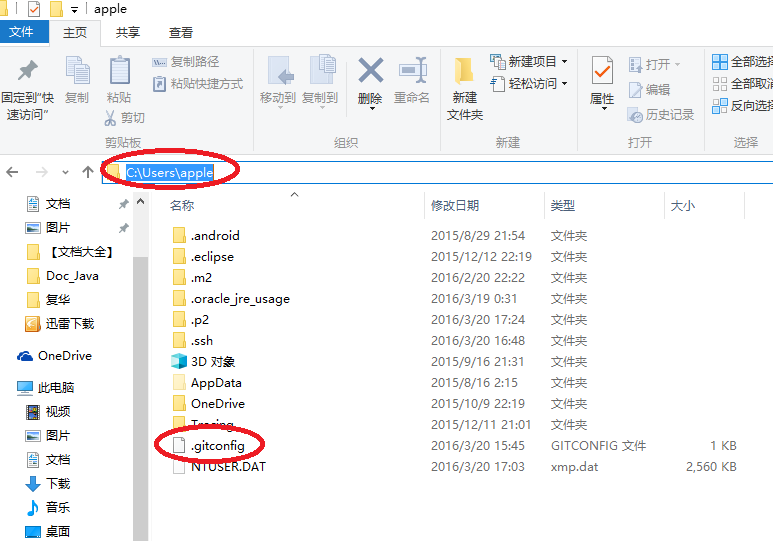 apple
文件 主页 共享 查看
固定到“快速访问” 复制 粘贴 复制路径 粘贴快捷方式 剪切 移动到 复制到 删除 重命名 新建文件夹 新建项目 轻松访问 属性 打开 编辑 历史记录 全部选择 全部取消 反向选择
剪贴板 组织 新建 打开 选择
C:\Users\apple
文档
图片
【文档大全】
Doc_Java
复华
迅雷下载
OneDrive
此电脑
视频
图片
文档
下载
音乐
桌面
名称 修改日期 类型 大小
.android 2015/8/29 21:54 文件夹
.eclipse 2015/12/12 22:19 文件夹
.m2 2016/2/20 22:22 文件夹
.oracle_jre_usage 2016/3/19 0:31 文件夹
.p2 2016/3/20 17:24 文件夹
.ssh 2016/3/20 16:48 文件夹
3D 对象 2015/9/16 21:31 文件夹
AppData 2015/8/16 2:15 文件夹
OneDrive 2015/10/9 22:19 文件夹
Tracing 2015/12/11 21:01 文件夹
.gitconfig 2016/3/20 15:45 GITCONFIG 文件 1 KB
NTUSER.DAT 2016/3/20 17:03 xmp.dat 2,560 KB